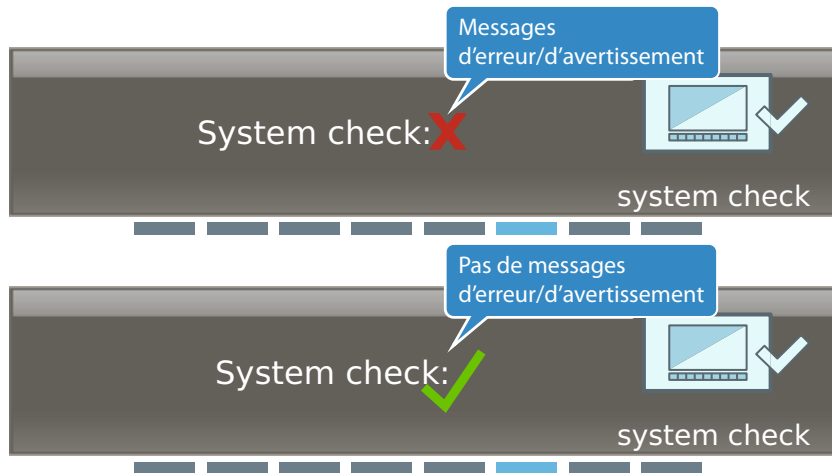 Messages
d’erreur/d’avertissement
System check:X
system check
Pas de messages
d’erreur/d’avertissement
System check:
system check